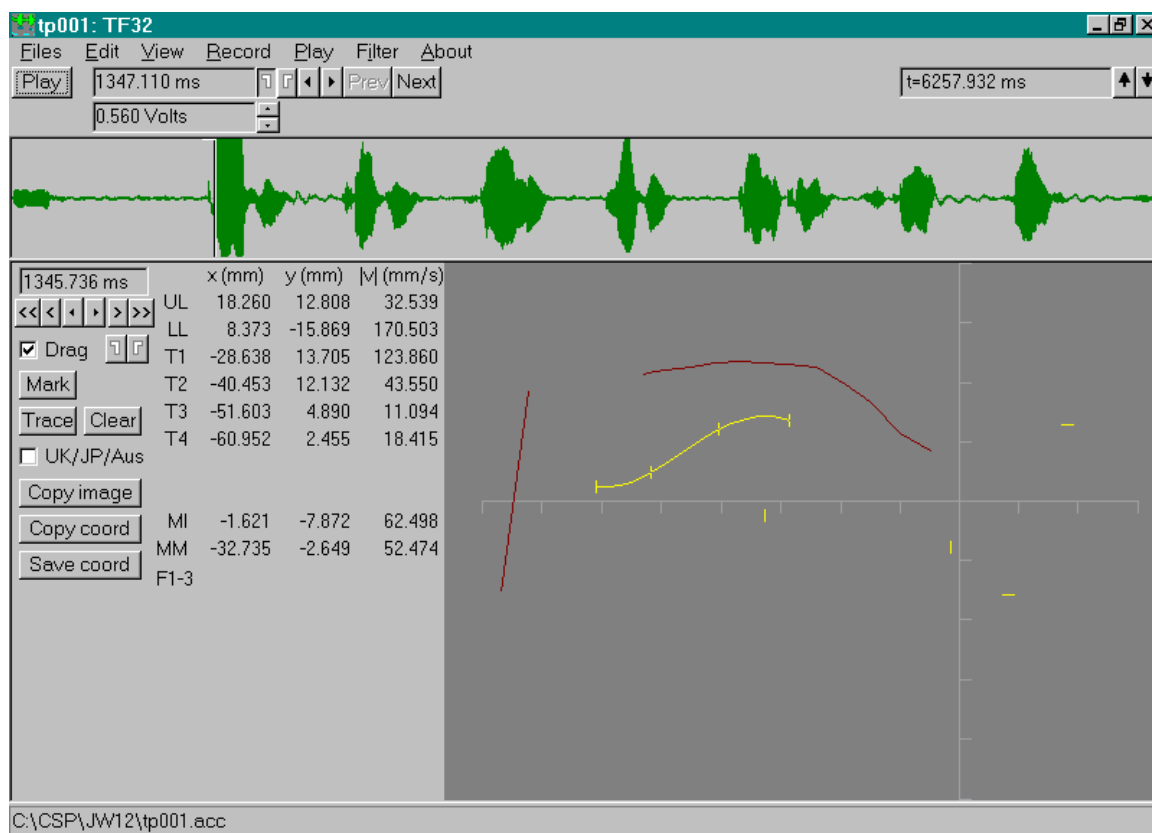 tp001: TF32
Files Edit View Record Play Filter About
Play 1347.110 ms Prev Next t=6257.932 ms
0.560 Volts
1345.736 ms x (mm) y (mm) |v| (mm/s)
<< < > >> UL 18.260 12.808 32.539
LL 8.373 -15.869 170.503
Drag T1 -28.638 13.705 123.860
Mark T2 -40.453 12.132 43.550
Trace Clear T3 -51.603 4.890 11.094
T4 -60.952 2.455 18.415
UK/JP/Aus
Copy image
Copy coord MI -1.621 -7.872 62.498
MM -32.735 -2.649 52.474
Save coord F1-3
C:\CSP\JW12\tp001.acc